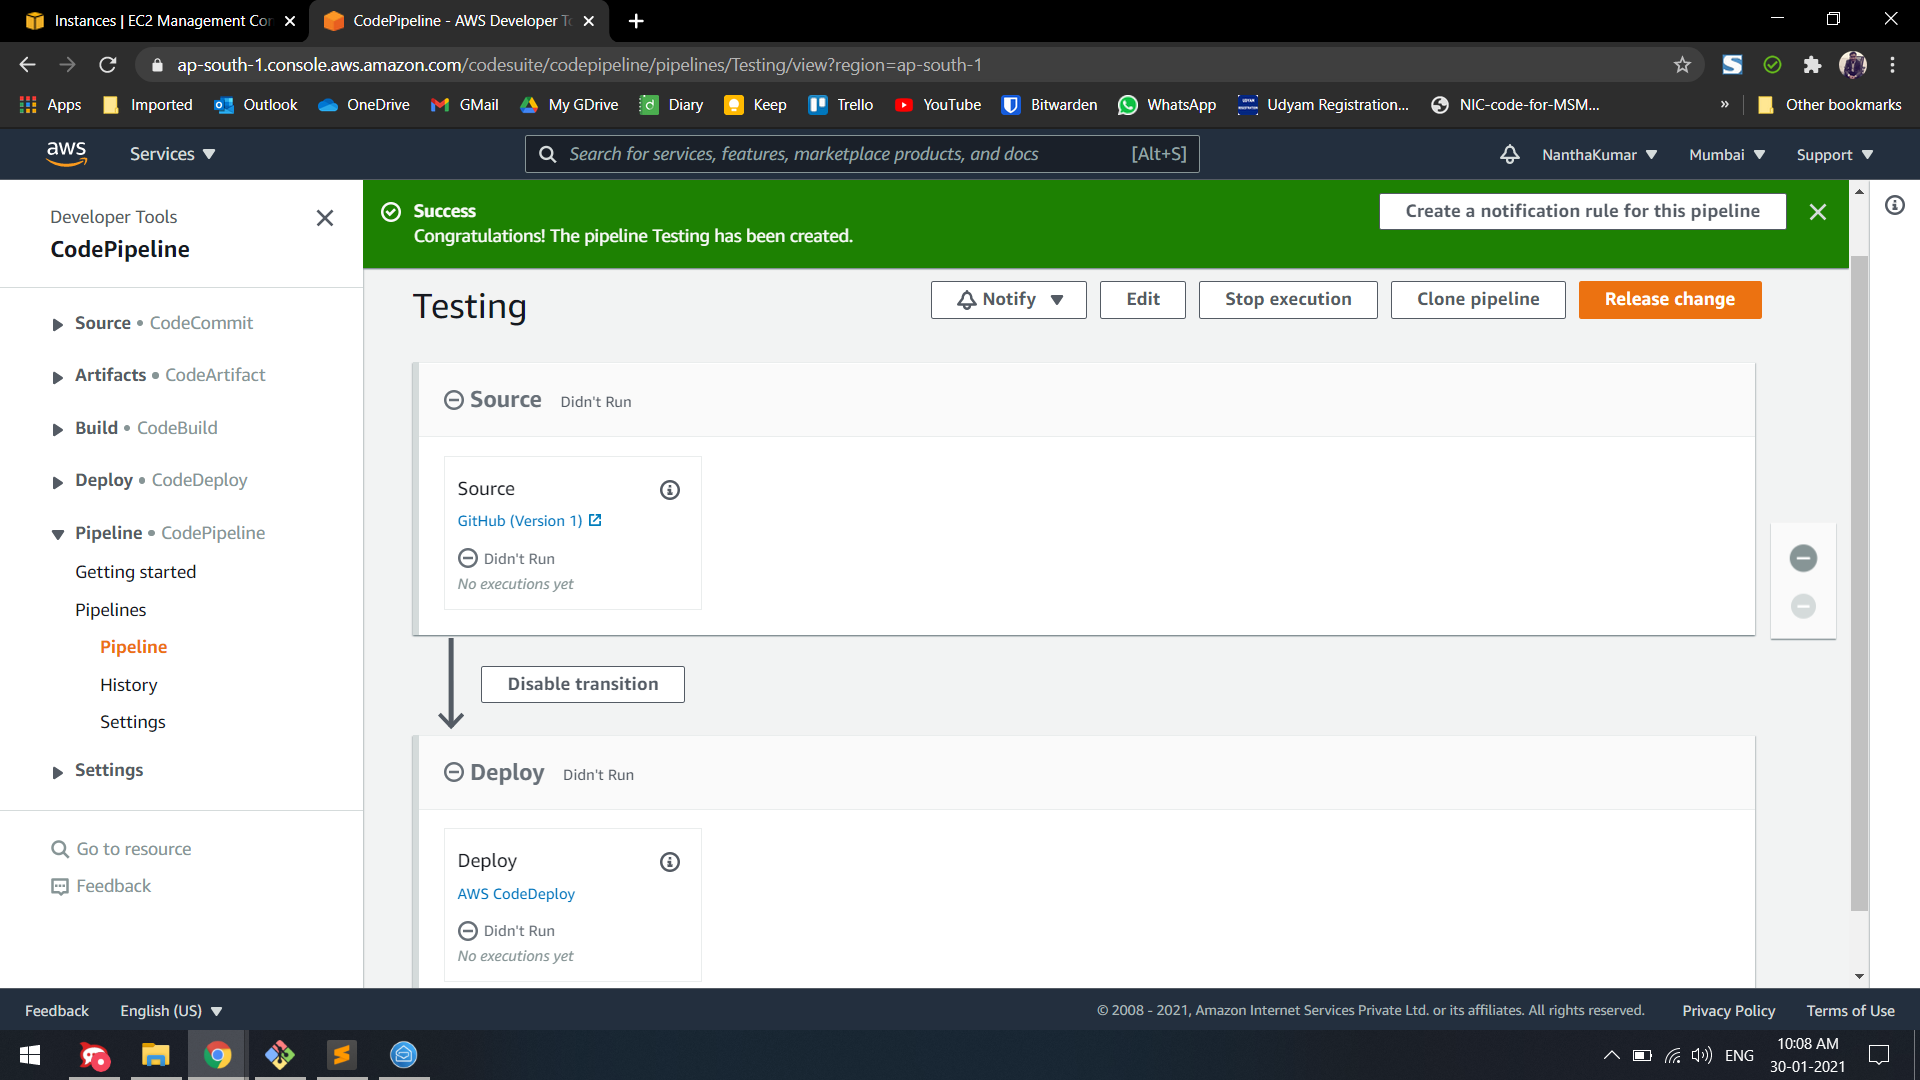 Instances | EC2 Management Con
CodePipeline - AWS Developer To
ap-south-1.console.aws.amazon.com/codesuite/codepipeline/pipelines/Testing/view?region=ap-south-1
Apps
Imported
Outlook
OneDrive
GMail
My GDrive
Diary
Keep
Trello
YouTube
Bitwarden
WhatsApp
Udyam Registration...
NIC-code-for-MSM...
»
Other bookmarks
aws
Services
Search for services, features, marketplace products, and docs
[Alt+S]
NanthaKumar
Mumbai
Support
Developer Tools
CodePipeline
Source • CodeCommit
Artifacts • CodeArtifact
Build • CodeBuild
Deploy • CodeDeploy
Pipeline • CodePipeline
Getting started
Pipelines
Pipeline
History
Settings
Settings
Go to resource
Feedback
Success
Congratulations! The pipeline Testing has been created.
Create a notification rule for this pipeline
Testing
Notify
Edit
Stop execution
Clone pipeline
Release change
Source Didn't Run
Source
GitHub (Version 1)
Didn't Run
No executions yet
Disable transition
Deploy Didn't Run
Deploy
AWS CodeDeploy
Didn't Run
No executions yet
Feedback
English (US)
© 2008 - 2021, Amazon Internet Services Private Ltd. or its affiliates. All rights reserved.
Privacy Policy
Terms of Use
ENG
10:08 AM
30-01-2021